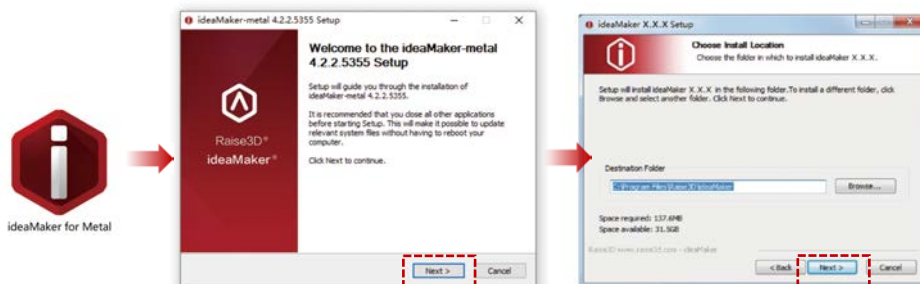 ideaMaker for Metal
ideaMaker-metal 4.2.2.5355 Setup
Raise3D®
ideaMaker®
Welcome to the ideaMaker-metal
4.2.2.5355 Setup
Setup will guide you through the installation of
ideaMaker-metal 4.2.2.5355.
It is recommended that you close all other applications
before starting Setup. This will make it possible to update
relevant system files without having to reboot your
computer.
Click Next to continue.
Next >
Cancel
ideaMaker X.X.X Setup
Choose Install Location
Choose the folder in which to install ideaMaker X.X.X.
Setup will install ideaMaker X.X.X in the following folder.To install a different folder, click
Browse and select another folder. Click Next to continue.
Destination Folder
C:\Program Files\Raise3D\ideaMaker
Browse...
Space required: 137.6MB
Space available: 31.5GB
Raise3D www.raise3d.com - ideaMaker
< Back
Next >
Cancel